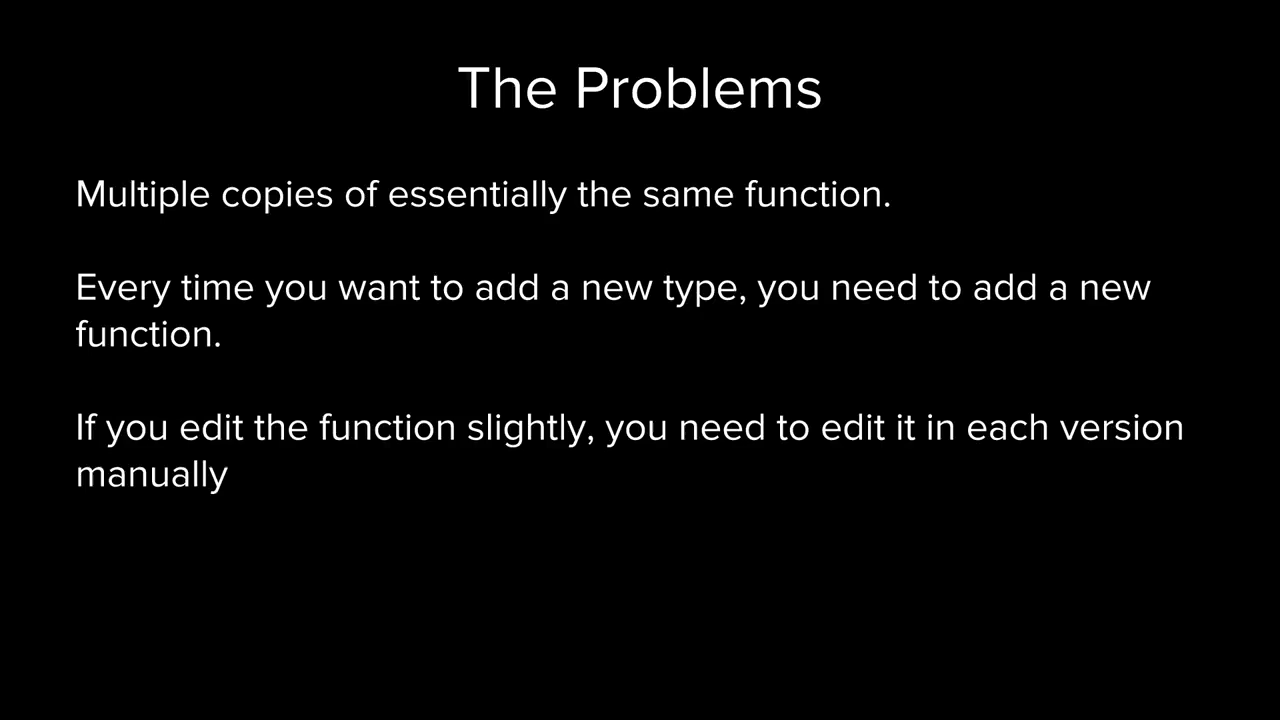 The Problems
Multiple copies of essentially the same function.
Every time you want to add a new type, you need to add a new
function.
If you edit the function slightly, you need to edit it in each version
manually